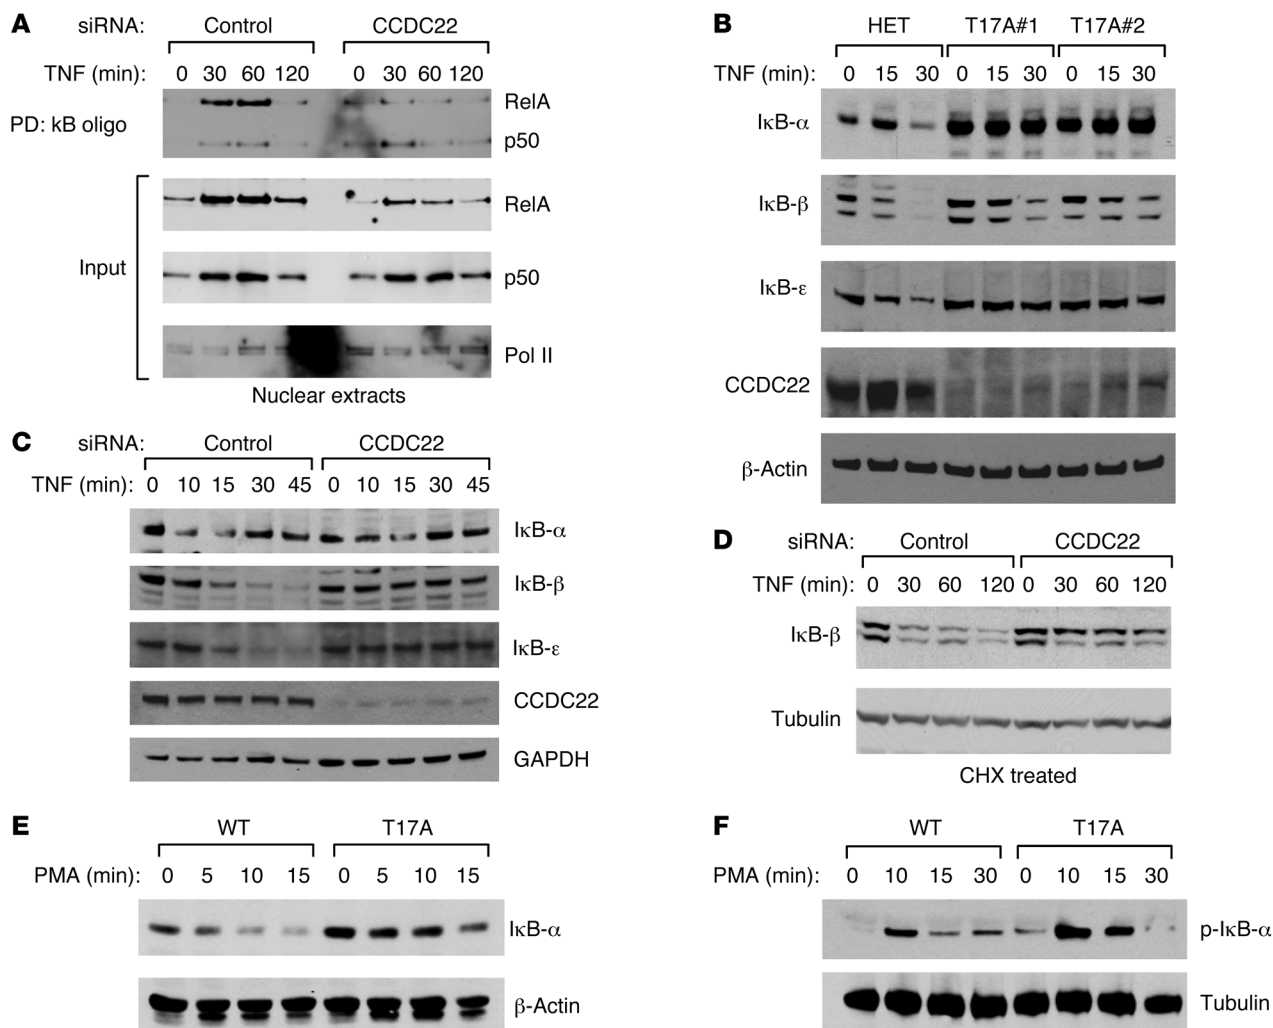 A
siRNA: Control CCDC22
TNF (min): 0 30 60 120 0 30 60 120
PD: kB oligo
RelA
p50
Input
RelA
p50
Pol II
Nuclear extracts
B
HET T17A#1 T17A#2
TNF (min): 0 15 30 0 15 30 0 15 30
IκB-α
IκB-β
IκB-ε
CCDC22
β-Actin
C
siRNA: Control CCDC22
TNF (min): 0 10 15 30 45 0 10 15 30 45
IκB-α
IκB-β
IκB-ε
CCDC22
GAPDH
D
siRNA: Control CCDC22
TNF (min): 0 30 60 120 0 30 60 120
IκB-β
Tubulin
CHX treated
E
WT T17A
PMA (min): 0 5 10 15 0 5 10 15
IκB-α
β-Actin
F
WT T17A
PMA (min): 0 10 15 30 0 10 15 30
p-IκB-α
Tubulin